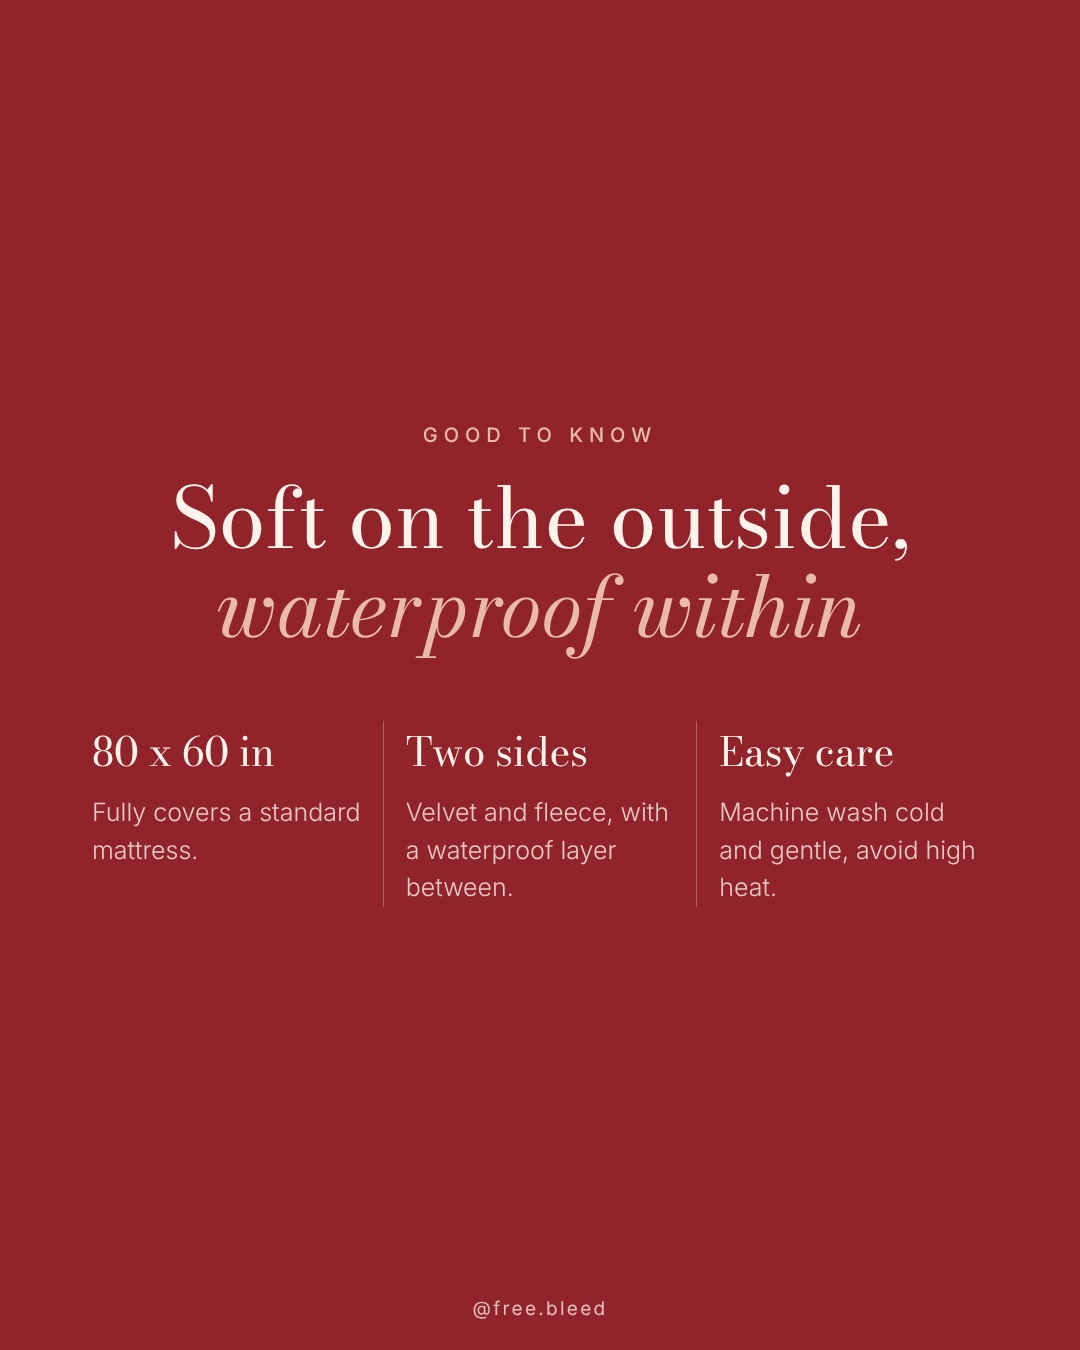 GOOD TO KNOW
Soft on the outside,
waterproof within
80 x 60 in
Fully covers a standard
mattress.
Two sides
Velvet and fleece, with
a waterproof layer
between.
Easy care
Machine wash cold
and gentle, avoid high
heat.
@free.bleed